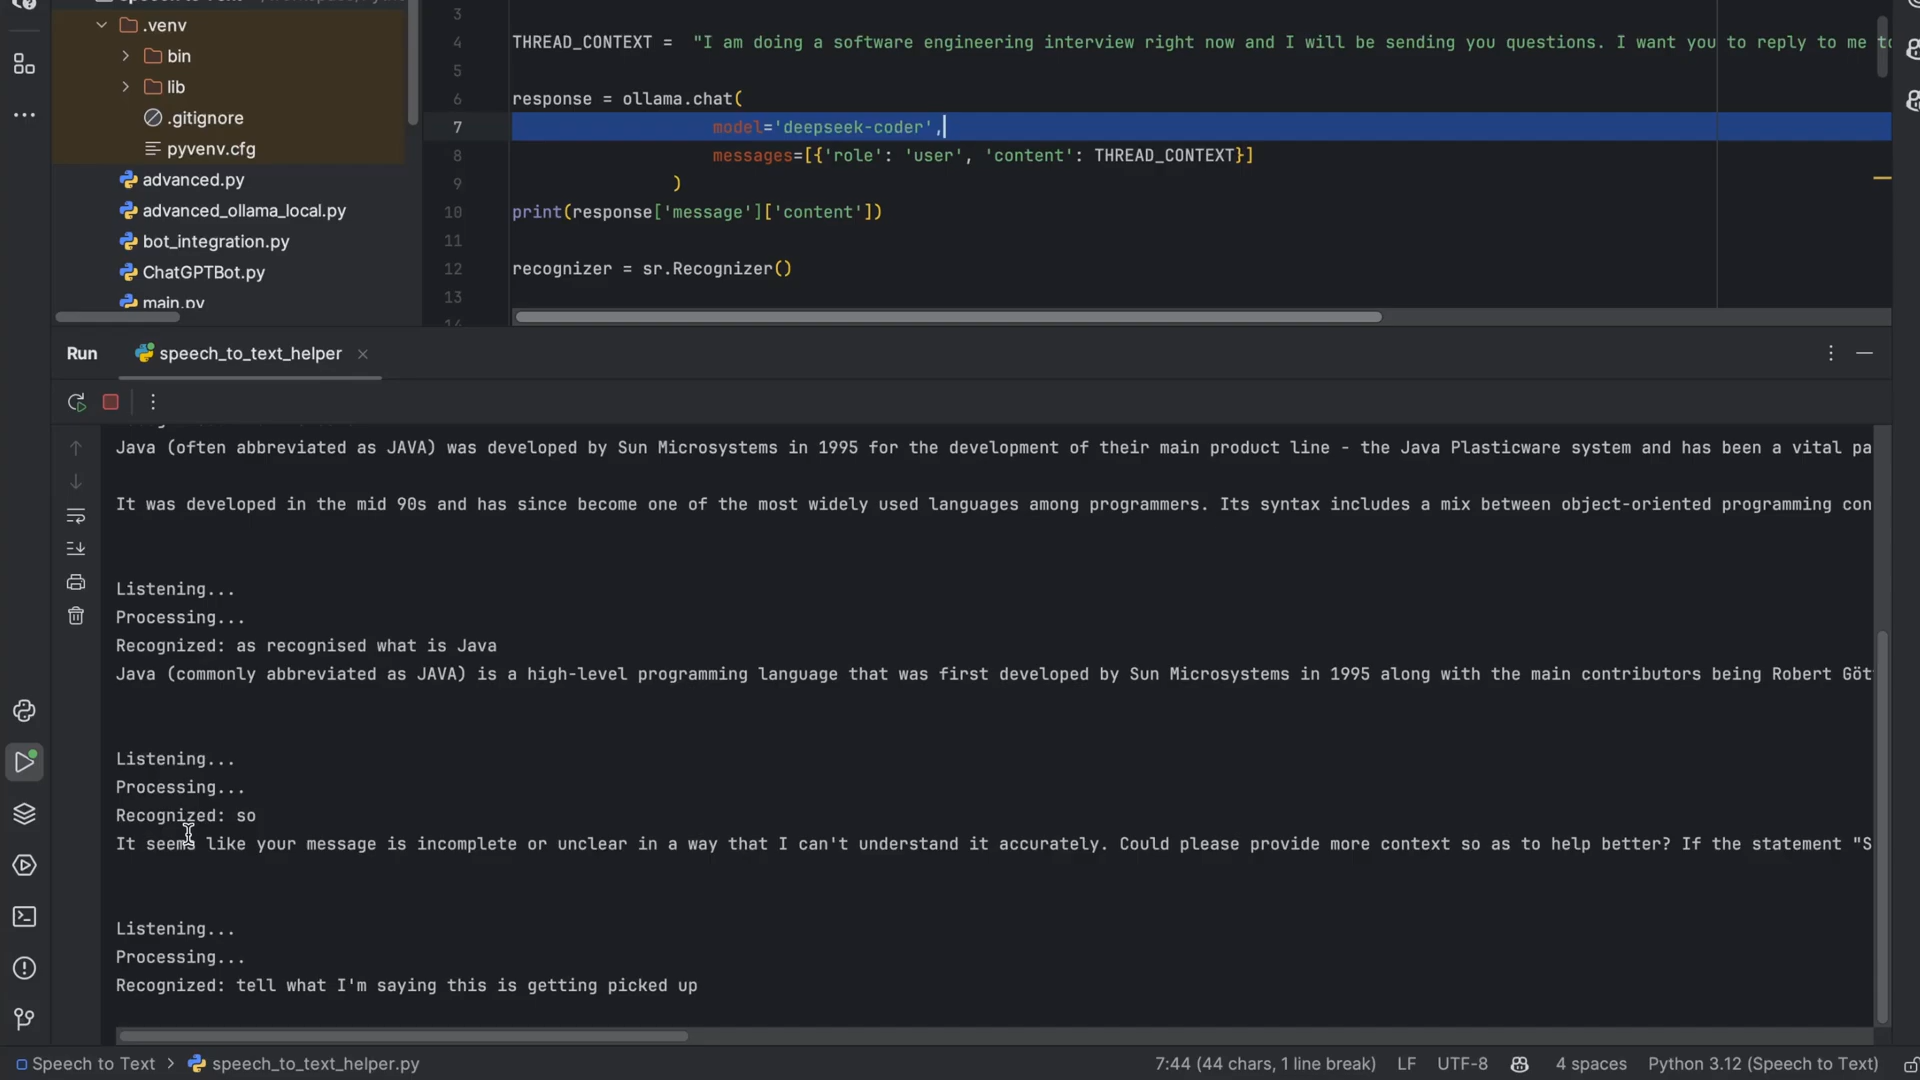 .venv
bin
lib
.gitignore
pyvenv.cfg
advanced.py
advanced_ollama_local.py
bot_integration.py
ChatGPTBot.py
main.py
3
4 THREAD_CONTEXT = "I am doing a software engineering interview right now and I will be sending you questions. I want you to reply to me to
5
6 response = ollama.chat(
7 model='deepseek-coder',
8 messages=[{'role': 'user', 'content': THREAD_CONTEXT}]
9 )
10 print(response['message']['content'])
11
12 recognizer = sr.Recognizer()
13
14
Run speech_to_text_helper
Java (often abbreviated as JAVA) was developed by Sun Microsystems in 1995 for the development of their main product line - the Java Plasticware system and has been a vital pa
It was developed in the mid 90s and has since become one of the most widely used languages among programmers. Its syntax includes a mix between object-oriented programming con
Listening...
Processing...
Recognized: as recognised what is Java
Java (commonly abbreviated as JAVA) is a high-level programming language that was first developed by Sun Microsystems in 1995 along with the main contributors being Robert Göt
Listening...
Processing...
Recognized: so
It seems like your message is incomplete or unclear in a way that I can't understand it accurately. Could please provide more context so as to help better? If the statement "S
Listening...
Processing...
Recognized: tell what I'm saying this is getting picked up
Speech to Text > speech_to_text_helper.py 7:44 (44 chars, 1 line break) LF UTF-8 4 spaces Python 3.12 (Speech to Text)